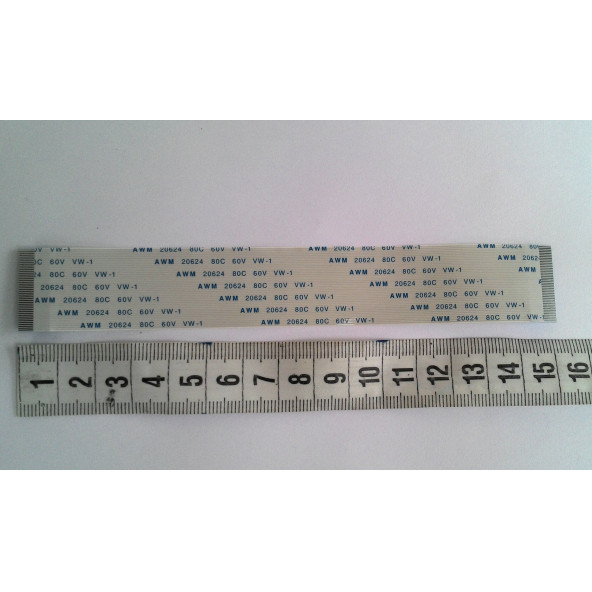 V VW-1 AWM 20624 80C 60V VW-1 AWM 20624 80C 60V VW-1 AWM 20624 80C
C 60V VW-1 AWM 20624 80C 60V VW-1 AWM 20624 80C 60V VW-1 AWM
80C 60V VW-1 AWM 20624 80C 60V VW-1 AWM 20624 80C 60V VW-1 AWM
80C 60V VW-1 AWM 20624 80C 60V VW-1 AWM 20624 80C 60V VW-1
AWM 20624 80C 60V VW-1 AWM 20624 80C 60V VW-1 AWM 20624 80C 60V VW-1
AWM 20624 80C 60V VW-1 AWM 20624 80C 60V VW-1 AWM 20624 80C 60V VW-1
AWM 20624 80C 60V VW-1 AWM 20624 80C 60V VW-1 AWM 20624 80C 60V VW-1
1 2 3 4 5 6 7 8 9 10 11 12 13 14 15 16